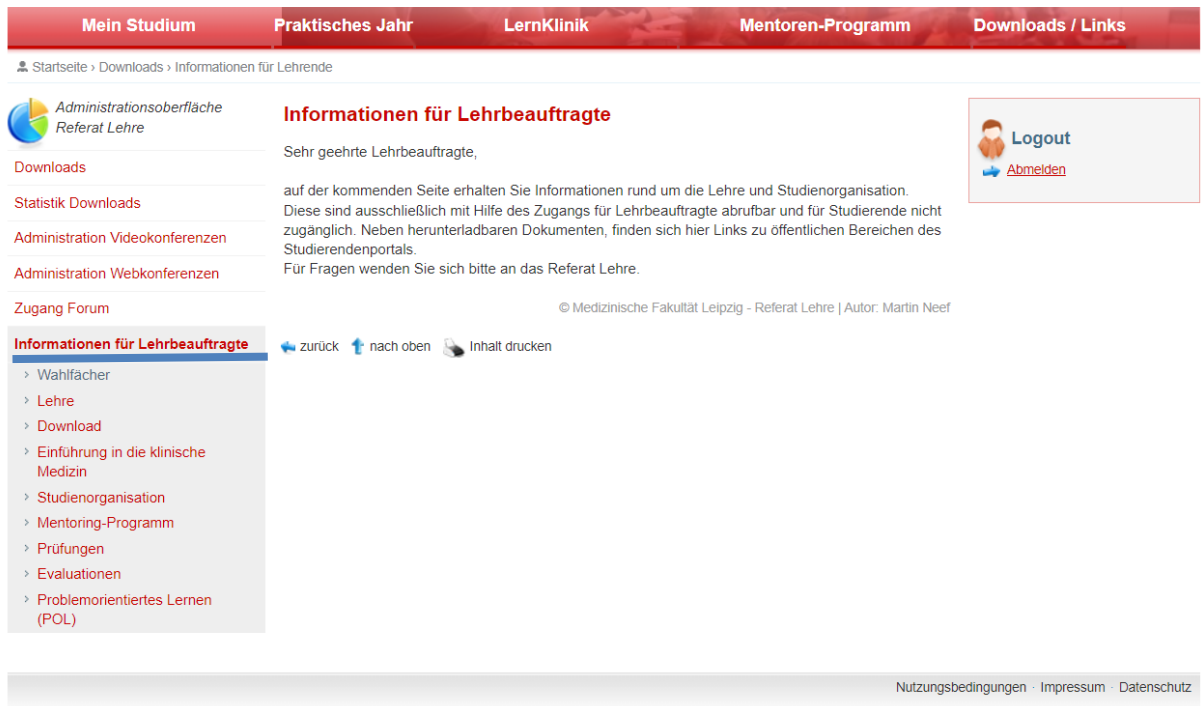 Mein Studium Praktisches Jahr LernKlinik Mentoren-Programm Downloads / Links
Startseite › Downloads › Informationen für Lehrende
Administrationsoberfläche
Referat Lehre
Downloads
Statistik Downloads
Administration Videokonferenzen
Administration Webkonferenzen
Zugang Forum
Informationen für Lehrbeauftragte
› Wahlfächer
› Lehre
› Download
› Einführung in die klinische
Medizin
› Studienorganisation
› Mentoring-Programm
› Prüfungen
› Evaluationen
› Problemorientiertes Lernen
(POL)
Informationen für Lehrbeauftragte
Sehr geehrte Lehrbeauftragte,
auf der kommenden Seite erhalten Sie Informationen rund um die Lehre und Studienorganisation.
Diese sind ausschließlich mit Hilfe des Zugangs für Lehrbeauftragte abrufbar und für Studierende nicht
zugänglich. Neben herunterladbaren Dokumenten, finden sich hier Links zu öffentlichen Bereichen des
Studierendenportals.
Für Fragen wenden Sie sich bitte an das Referat Lehre.
© Medizinische Fakultät Leipzig - Referat Lehre | Autor: Martin Neef
zurück nach oben Inhalt drucken
Logout
Abmelden
Nutzungsbedingungen · Impressum · Datenschutz